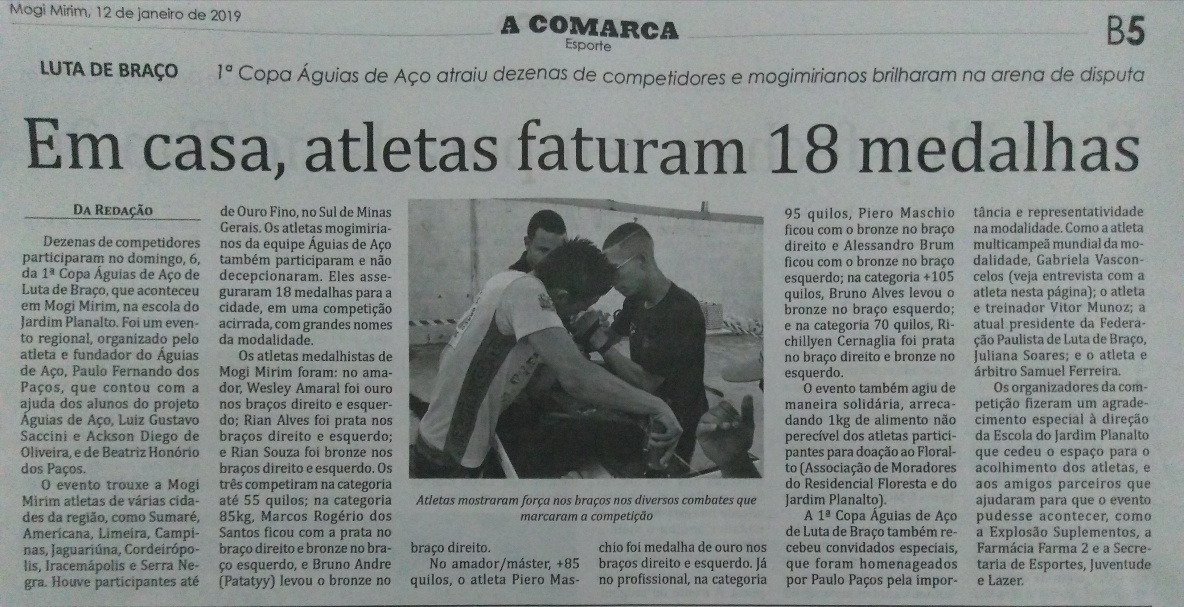 Mogi Mirim, 12 de janeiro de 2019
A COMARCA
Esporte
B5
LUTA DE BRAÇO
1ª Copa Águias de Aço atraiu dezenas de competidores e mogimirianos brilharam na arena de disputa
Em casa, atletas faturam 18 medalhas
DA REDAÇÃO
Dezenas de competidores
participaram no domingo, 6,
da 1ª Copa Águias de Aço de
Luta de Braço, que aconteceu
em Mogi Mirim, na escola do
Jardim Planalto. Foi um even-
to regional, organizado pelo
atleta e fundador do Águias
de Aço, Paulo Fernando dos
Paços, que contou com a
ajuda dos alunos do projeto
Águias de Aço, Luiz Gustavo
Saccini e Ackson Diego de
Oliveira, e de Beatriz Honório
dos Paços.
O evento trouxe a Mogi
Mirim atletas de várias cida-
des da região, como Sumaré,
Americana, Limeira, Campi-
nas, Jaguariúna, Cordeirópo-
lis, Iracemápolis e Serra Ne-
gra. Houve participantes até
de Ouro Fino, no Sul de Minas
Gerais. Os atletas mogimiria-
nos da equipe Águias de Aço
também participaram e não
decepcionaram. Eles asse-
guraram 18 medalhas para a
cidade, em uma competição
acirrada, com grandes nomes
da modalidade.
Os atletas medalhistas de
Mogi Mirim foram: no ama-
dor, Wesley Amaral foi ouro
nos braços direito e esquer-
do; Rian Alves foi prata nos
braços direito e esquerdo;
e Rian Souza foi bronze nos
braços direito e esquerdo. Os
três competiram na categoria
até 55 quilos; na categoria
85kg, Marcos Rogério dos
Santos ficou com a prata no
braço direito e bronze no bra-
ço esquerdo, e Bruno Andre
(Patatyy) levou o bronze no
Atletas mostraram força nos braços nos diversos combates que
marcaram a competição
braço direito.
No amador/máster, +85
quilos, o atleta Piero Mas-
chio foi medalha de ouro nos
braços direito e esquerdo. Já
no profissional, na categoria
95 quilos, Piero Maschio
ficou com o bronze no braço
direito e Alessandro Brum
ficou com o bronze no braço
esquerdo; na categoria +105
quilos, Bruno Alves levou o
bronze no braço esquerdo;
e na categoria 70 quilos, Ri-
chillyen Cernaglia foi prata
no braço direito e bronze no
esquerdo.
O evento também agiu de
maneira solidária, arreca-
dando 1kg de alimento não
perecível dos atletas partici-
pantes para doação ao Floral-
to (Associação de Moradores
do Residencial Floresta e do
Jardim Planalto).
A 1ª Copa Águias de Aço
de Luta de Braço também re-
cebeu convidados especiais,
que foram homenageados
por Paulo Paços pela impor-
tância e representatividade
na modalidade. Como a atleta
multicampeã mundial da mo-
dalidade, Gabriela Vascon-
celos (veja entrevista com a
atleta nesta página); o atleta
e treinador Vitor Munoz; a
atual presidente da Federa-
ção Paulista de Luta de Braço,
Juliana Soares; e o atleta e
árbitro Samuel Ferreira.
Os organizadores da com-
petição fizeram um agrade-
cimento especial à direção
da Escola do Jardim Planalto
que cedeu o espaço para o
acolhimento dos atletas, e
aos amigos parceiros que
ajudaram para que o evento
pudesse acontecer, como
a Explosão Suplementos, a
Farmácia Farma 2 e a Secre-
taria de Esportes, Juventude
e Lazer.